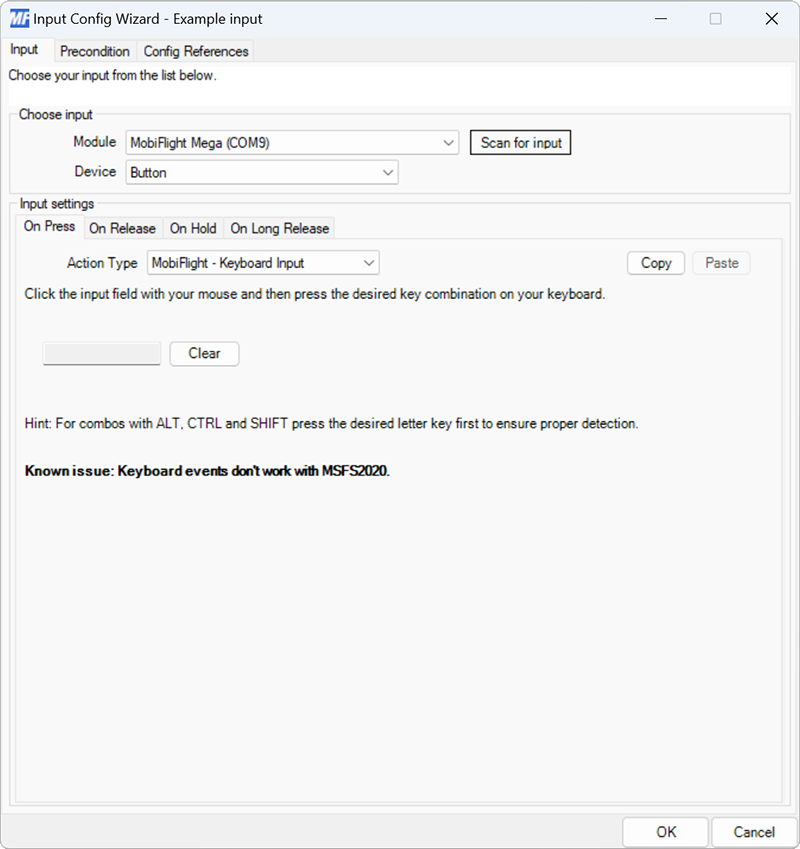 MF Input Config Wizard - Example input
Input Precondition Config References
Choose your input from the list below.
Choose input
Module MobiFlight Mega (COM9) Scan for input
Device Button
Input settings
On Press On Release On Hold On Long Release
Action Type MobiFlight - Keyboard Input Copy Paste
Click the input field with your mouse and then press the desired key combination on your keyboard.
Clear
Hint: For combos with ALT, CTRL and SHIFT press the desired letter key first to ensure proper detection.
Known issue: Keyboard events don't work with MSFS2020.
OK Cancel